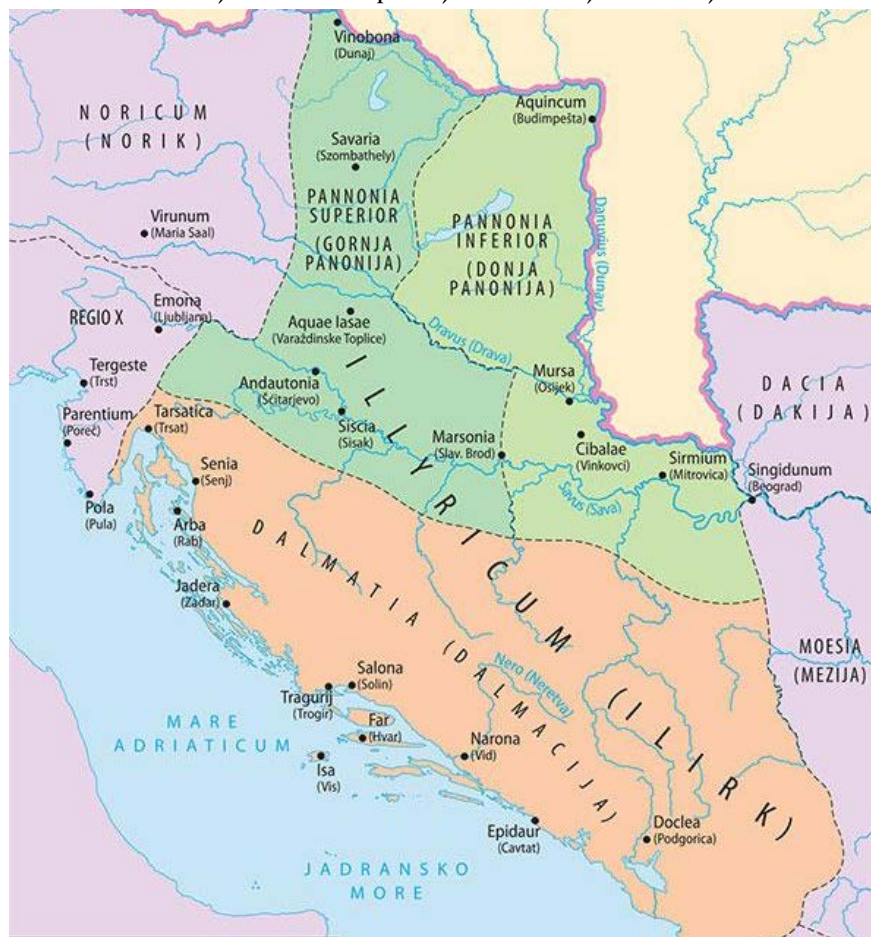 Vinobona
(Dunaj)
NORICUM
(NORIK)
Aquincum
(Budimpešta)
Savaria
(Szombathely)
PANNONIA
SUPERIOR
(GORNJA
PANONIJA)
PANNONIA
INFERIOR
(DONJA
PANONIJA)
Danuvius (Dunav)
Virunum
(Maria Saal)
REGIO X
Emona
(Ljubljana)
Aquae Iasae
(Varaždinske Toplice)
Dravus (Drava)
Tergeste
(Trst)
Andautonia
(Šćitarjevo)
Mursa
(Osijek)
DACIA
(DAKIJA)
Parentium
(Poreč)
Tarsatica
(Trsat)
Siscia
(Sisak)
Marsonia
(Slav. Brod)
Cibalae
(Vinkovci)
Sirmium
(Mitrovica)
Singidunum
(Beograd)
Senia
(Senj)
Savus (Sava)
Pola
(Pula)
Arba
(Rab)
ILLYRICUM (ILIRK)
DALMATIA (DALMACIJA)
Jadera
(Zadar)
MOESIA
(MEZIJA)
Nero (Neretva)
Salona
(Solin)
Tragurij
(Trogir)
MARE
ADRIATICUM
Far
(Hvar)
Narona
(Vid)
Isa
(Vis)
Epidaur
(Cavtat)
Doclea
(Podgorica)
JADRANSKO
MORE